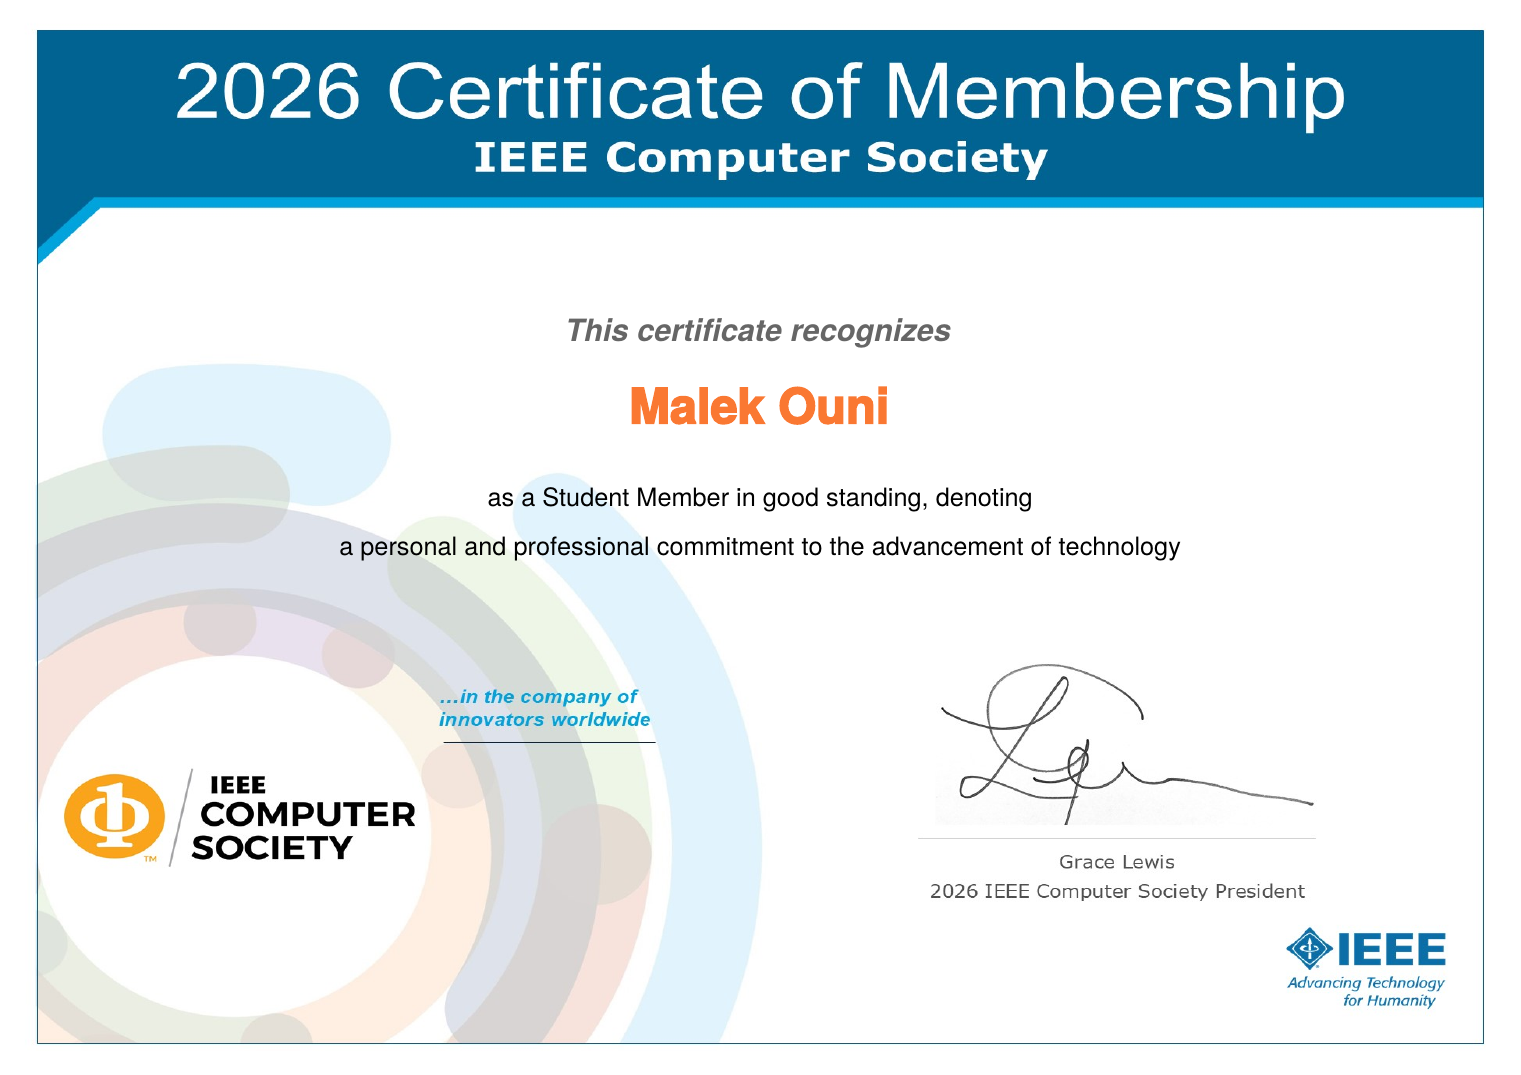 2026 Certificate of Membership
IEEE Computer Society
This certificate recognizes
Malek Ouni
as a Student Member in good standing, denoting
a personal and professional commitment to the advancement of technology
...in the company of
innovators worldwide
IEEE
COMPUTER
SOCIETY
TM
Grace Lewis
2026 IEEE Computer Society President
IEEE
Advancing Technology
for Humanity